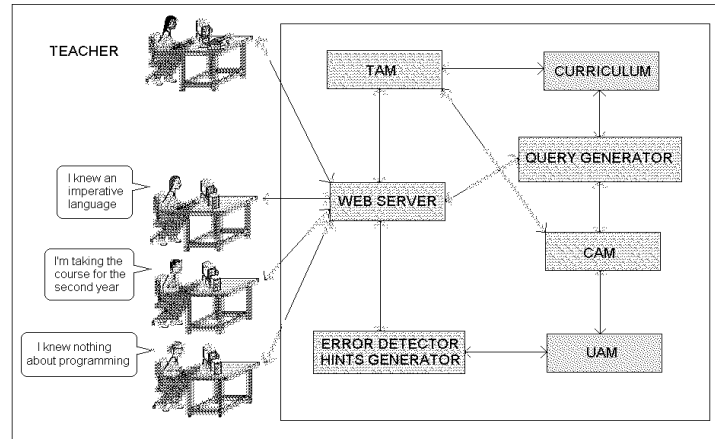 TEACHER
TAM
CURRICULUM
QUERY GENERATOR
I knew an
imperative
language
WEB SERVER
I'm taking the
course for the
second year
CAM
I knew nothing
about programming
ERROR DETECTOR
HINTS GENERATOR
UAM